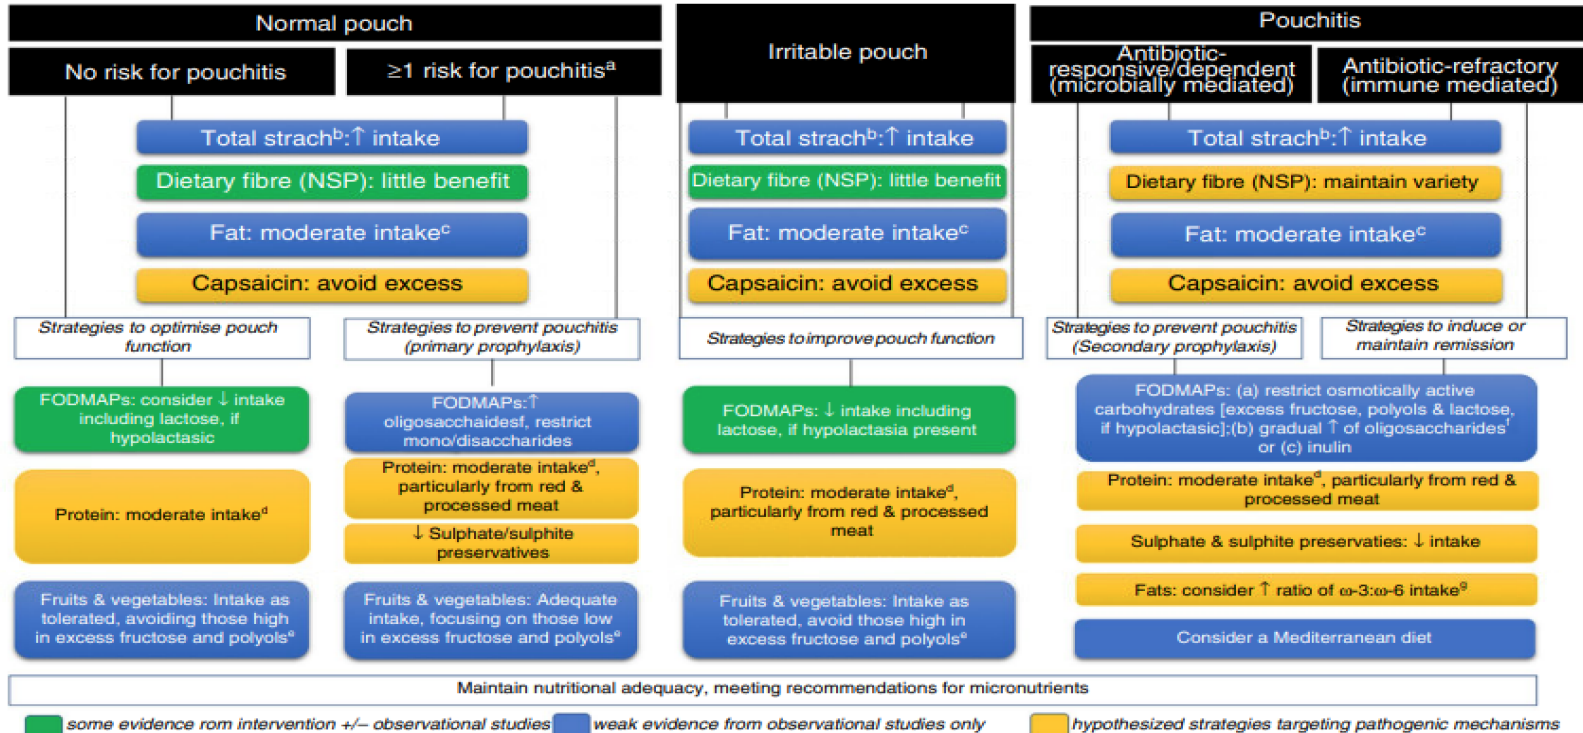 Normal pouch
No risk for pouchitis
≥1 risk for pouchitisᵃ
Total strachᵇ:↑ intake
Dietary fibre (NSP): little benefit
Fat: moderate intakeᶜ
Capsaicin: avoid excess
Strategies to optimise pouch
function
FODMAPs: consider ↓ intake
including lactose, if
hypolactasic
Protein: moderate intakeᵈ
Fruits & vegetables: Intake as
tolerated, avoiding those high
in excess fructose and polyolsᵉ
Strategies to prevent pouchitis
(primary prophylaxis)
FODMAPs:↑
oligosacchaidesf, restrict
mono/disaccharides
Protein: moderate intakeᵈ,
particularly from red &
processed meat
↓ Sulphate/sulphite
preservatives
Fruits & vegetables: Adequate
intake, focusing on those low
in excess fructose and polyolsᵉ
Irritable pouch
Total strachᵇ:↑ intake
Dietary fibre (NSP): little benefit
Fat: moderate intakeᶜ
Capsaicin: avoid excess
Strategies to improve pouch function
FODMAPs: ↓ intake including
lactose, if hypolactasia present
Protein: moderate intakeᵈ,
particularly from red & processed
meat
Fruits & vegetables: Intake as
tolerated, avoid those high in
excess fructose and polyolsᵉ
Pouchitis
Antibiotic-
responsive/dependent
(microbially mediated)
Antibiotic-refractory
(immune mediated)
Total strachᵇ:↑ intake
Dietary fibre (NSP): maintain variety
Fat: moderate intakeᶜ
Capsaicin: avoid excess
Strategies to prevent pouchitis
(Secondary prophylaxis)
Strategies to induce or
maintain remission
FODMAPs: (a) restrict osmotically active
carbohydrates [excess fructose, polyols & lactose,
if hypolactasic];(b) gradual ↑ of oligosaccharidesᶠ
or (c) inulin
Protein: moderate intakeᵈ, particularly from red &
processed meat
Sulphate & sulphite preservaties: ↓ intake
Fats: consider ↑ ratio of ω-3:ω-6 intakeᵍ
Consider a Mediterranean diet
Maintain nutritional adequacy, meeting recommendations for micronutrients
some evidence rom intervention +/– observational studies
weak evidence from observational studies only
hypothesized strategies targeting pathogenic mechanisms